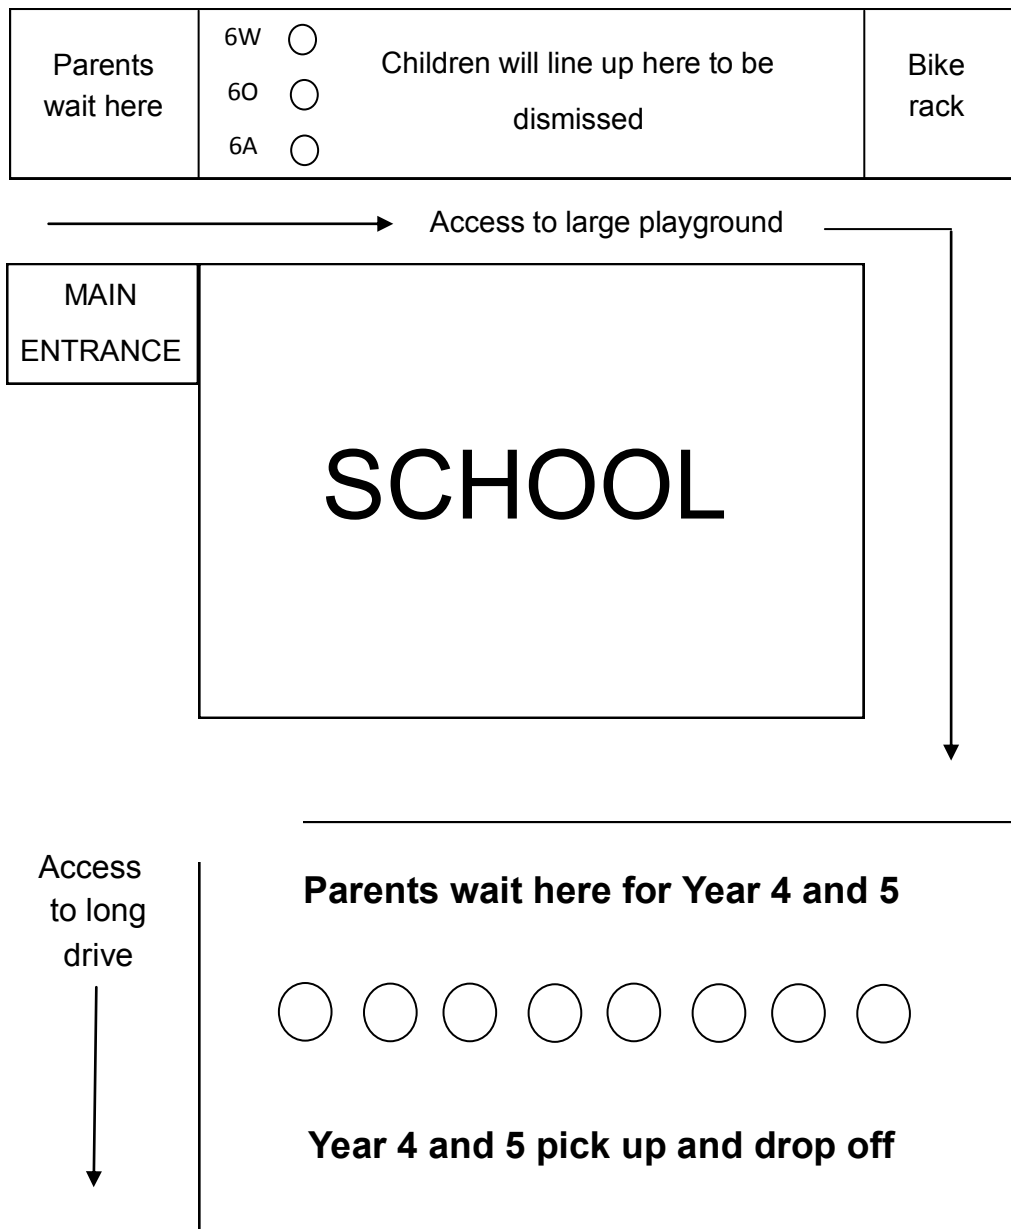 Parents
wait here
6W
6O
6A
Children will line up here to be
dismissed
Bike
rack
Access to large playground
MAIN
ENTRANCE
SCHOOL
Access
to long
drive
Parents wait here for Year 4 and 5
Year 4 and 5 pick up and drop off